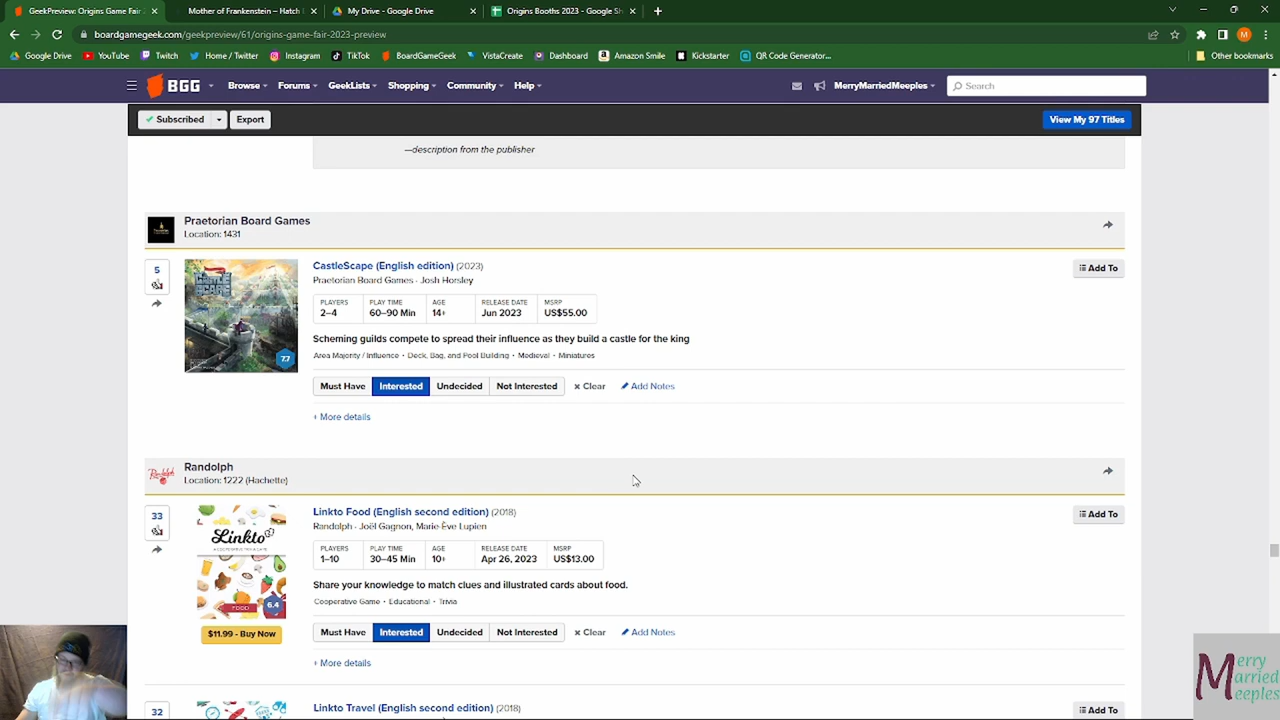 GeekPreview: Origins Game Fair 2
Mother of Frankenstein – Hatch
My Drive - Google Drive
Origins Booths 2023 - Google Sh
boardgamegeek.com/geekpreview/61/origins-game-fair-2023-preview
M
Google Drive
YouTube
Twitch
Home / Twitter
Instagram
TikTok
BoardGameGeek
VistaCreate
Dashboard
Amazon Smile
Kickstarter
QR Code Generator...
Other bookmarks
BGG
Browse
Forums
GeekLists
Shopping
Community
Help
MerryMarriedMeeples
Search
Subscribed
Export
View My 97 Titles
—description from the publisher
Praetorian Board Games
Location: 1431
5
CASTLE SCAPE
7.7
CastleScape (English edition) (2023)
Add To
Praetorian Board Games · Josh Horsley
PLAYERS PLAY TIME AGE RELEASE DATE MSRP
2–4 60–90 Min 14+ Jun 2023 US$55.00
Scheming guilds compete to spread their influence as they build a castle for the king
Area Majority / Influence • Deck, Bag, and Pool Building • Medieval • Miniatures
Must Have Interested Undecided Not Interested Clear Add Notes
+ More details
Randolph
Randolph
Location: 1222 (Hachette)
33
Linkto
FOOD
6.4
$11.99 - Buy Now
Linkto Food (English second edition) (2018)
Add To
Randolph · Joël Gagnon, Marie-Ève Lupien
PLAYERS PLAY TIME AGE RELEASE DATE MSRP
1–10 30–45 Min 10+ Apr 26, 2023 US$13.00
Share your knowledge to match clues and illustrated cards about food.
Cooperative Game • Educational • Trivia
Must Have Interested Undecided Not Interested Clear Add Notes
+ More details
32
Linkto Travel (English second edition) (2018)
Add To
Merry
Married
Meeples